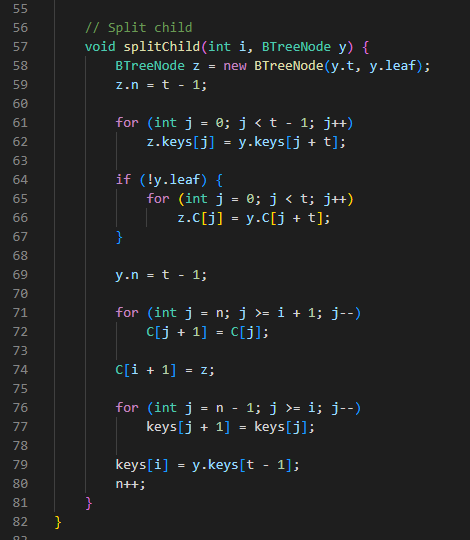 55
56 // Split child
57 void splitChild(int i, BTreeNode y) {
58 BTreeNode z = new BTreeNode(y.t, y.leaf);
59 z.n = t - 1;
60
61 for (int j = 0; j < t - 1; j++)
62 z.keys[j] = y.keys[j + t];
63
64 if (!y.leaf) {
65 for (int j = 0; j < t; j++)
66 z.C[j] = y.C[j + t];
67 }
68
69 y.n = t - 1;
70
71 for (int j = n; j >= i + 1; j--)
72 C[j + 1] = C[j];
73
74 C[i + 1] = z;
75
76 for (int j = n - 1; j >= i; j--)
77 keys[j + 1] = keys[j];
78
79 keys[i] = y.keys[t - 1];
80 n++;
81 }
82 }